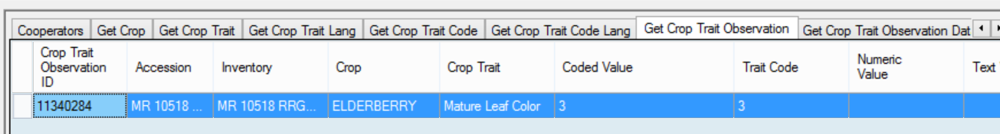 Cooperators Get Crop Get Crop Trait Get Crop Trait Lang Get Crop Trait Code Get Crop Trait Code Lang Get Crop Trait Observation Get Crop Trait Observation Dat
Crop Trait Observation ID Accession Inventory Crop Crop Trait Coded Value Trait Code Numeric Value Text
11340284 MR 10518 ... MR 10518 RRG... ELDERBERRY Mature Leaf Color 3 3